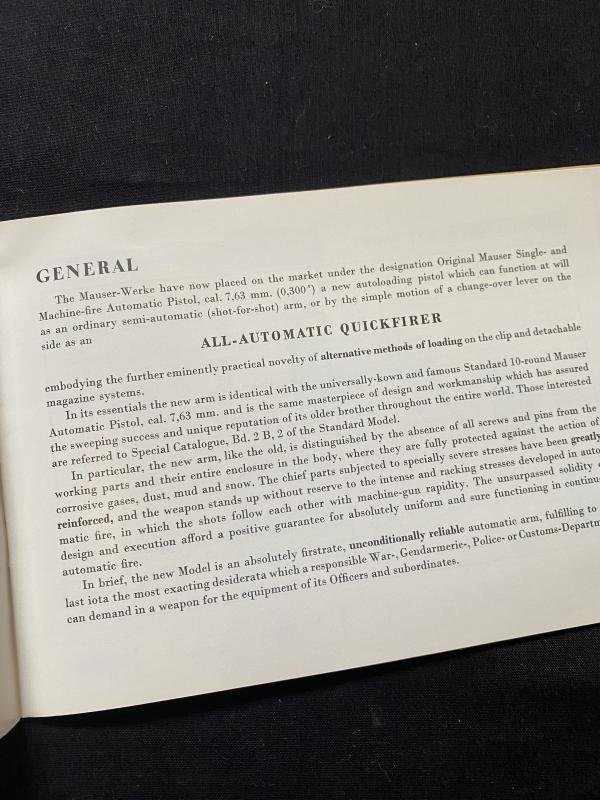 GENERAL
The Mauser-Werke have now placed on the market under the designation Original Mauser Single- and
Machine-fire Automatic Pistol, cal. 7,63 mm. (0,300") a new autoloading pistol which can function at will
as an ordinary semi-automatic (shot-for-shot) arm, or by the simple motion of a change-over lever on the
side as an
ALL-AUTOMATIC QUICKFIRER
embodying the further eminently practical novelty of alternative methods of loading on the clip and detachable
magazine systems.
In its essentials the new arm is identical with the universally-kown and famous Standard 10-round Mauser
Automatic Pistol, cal. 7,63 mm. and is the same masterpiece of design and workmanship which has assured
the sweeping success and unique reputation of its older brother throughout the entire world. Those interested
are referred to Special Catalogue, Bd. 2 B, 2 of the Standard Model.
In particular, the new arm, like the old, is distinguished by the absence of all screws and pins from the
working parts and their entire enclosure in the body, where they are fully protected against the action of
corrosive gases, dust, mud and snow. The chief parts subjected to specially severe stresses have been greatly
reinforced, and the weapon stands up without reserve to the intense and racking stresses developed in auto
matic fire, in which the shots follow each other with machine-gun rapidity. The unsurpassed solidity
design and execution afford a positive guarantee for absolutely uniform and sure functioning in continu
automatic fire.
In brief, the new Model is an absolutely firstrate, unconditionally reliable automatic arm, fulfilling to
last iota the most exacting desiderata which a responsible War-, Gendarmerie-, Police- or Customs-Departm
can demand in a weapon for the equipment of its Officers and subordinates.